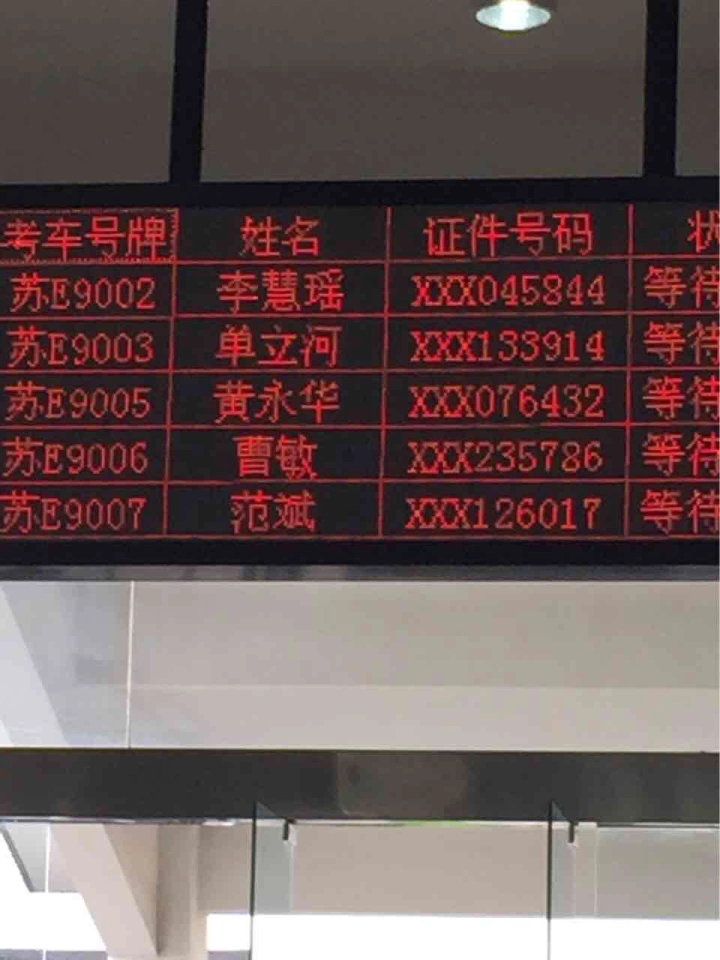 考车号牌 姓名 证件号码 状
苏E9002 李慧瑶 XXX045844 等待
苏E9003 单立河 XXX133914 等待
苏E9005 黄永华 XXX076432 等待
苏E9006 曹敏 XXX235786 等待
苏E9007 范斌 XXX126017 等待